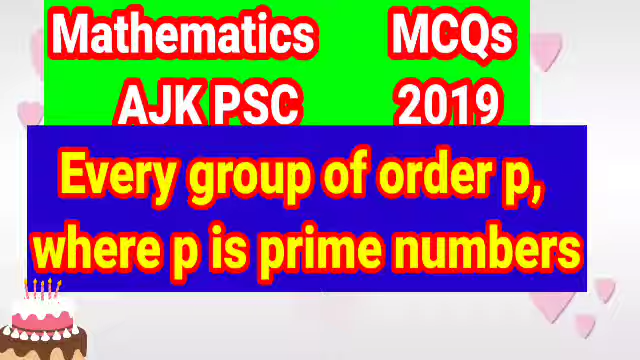 Mathematics MCQs
AJK PSC 2019
Every group of order p,
where p is prime numbers